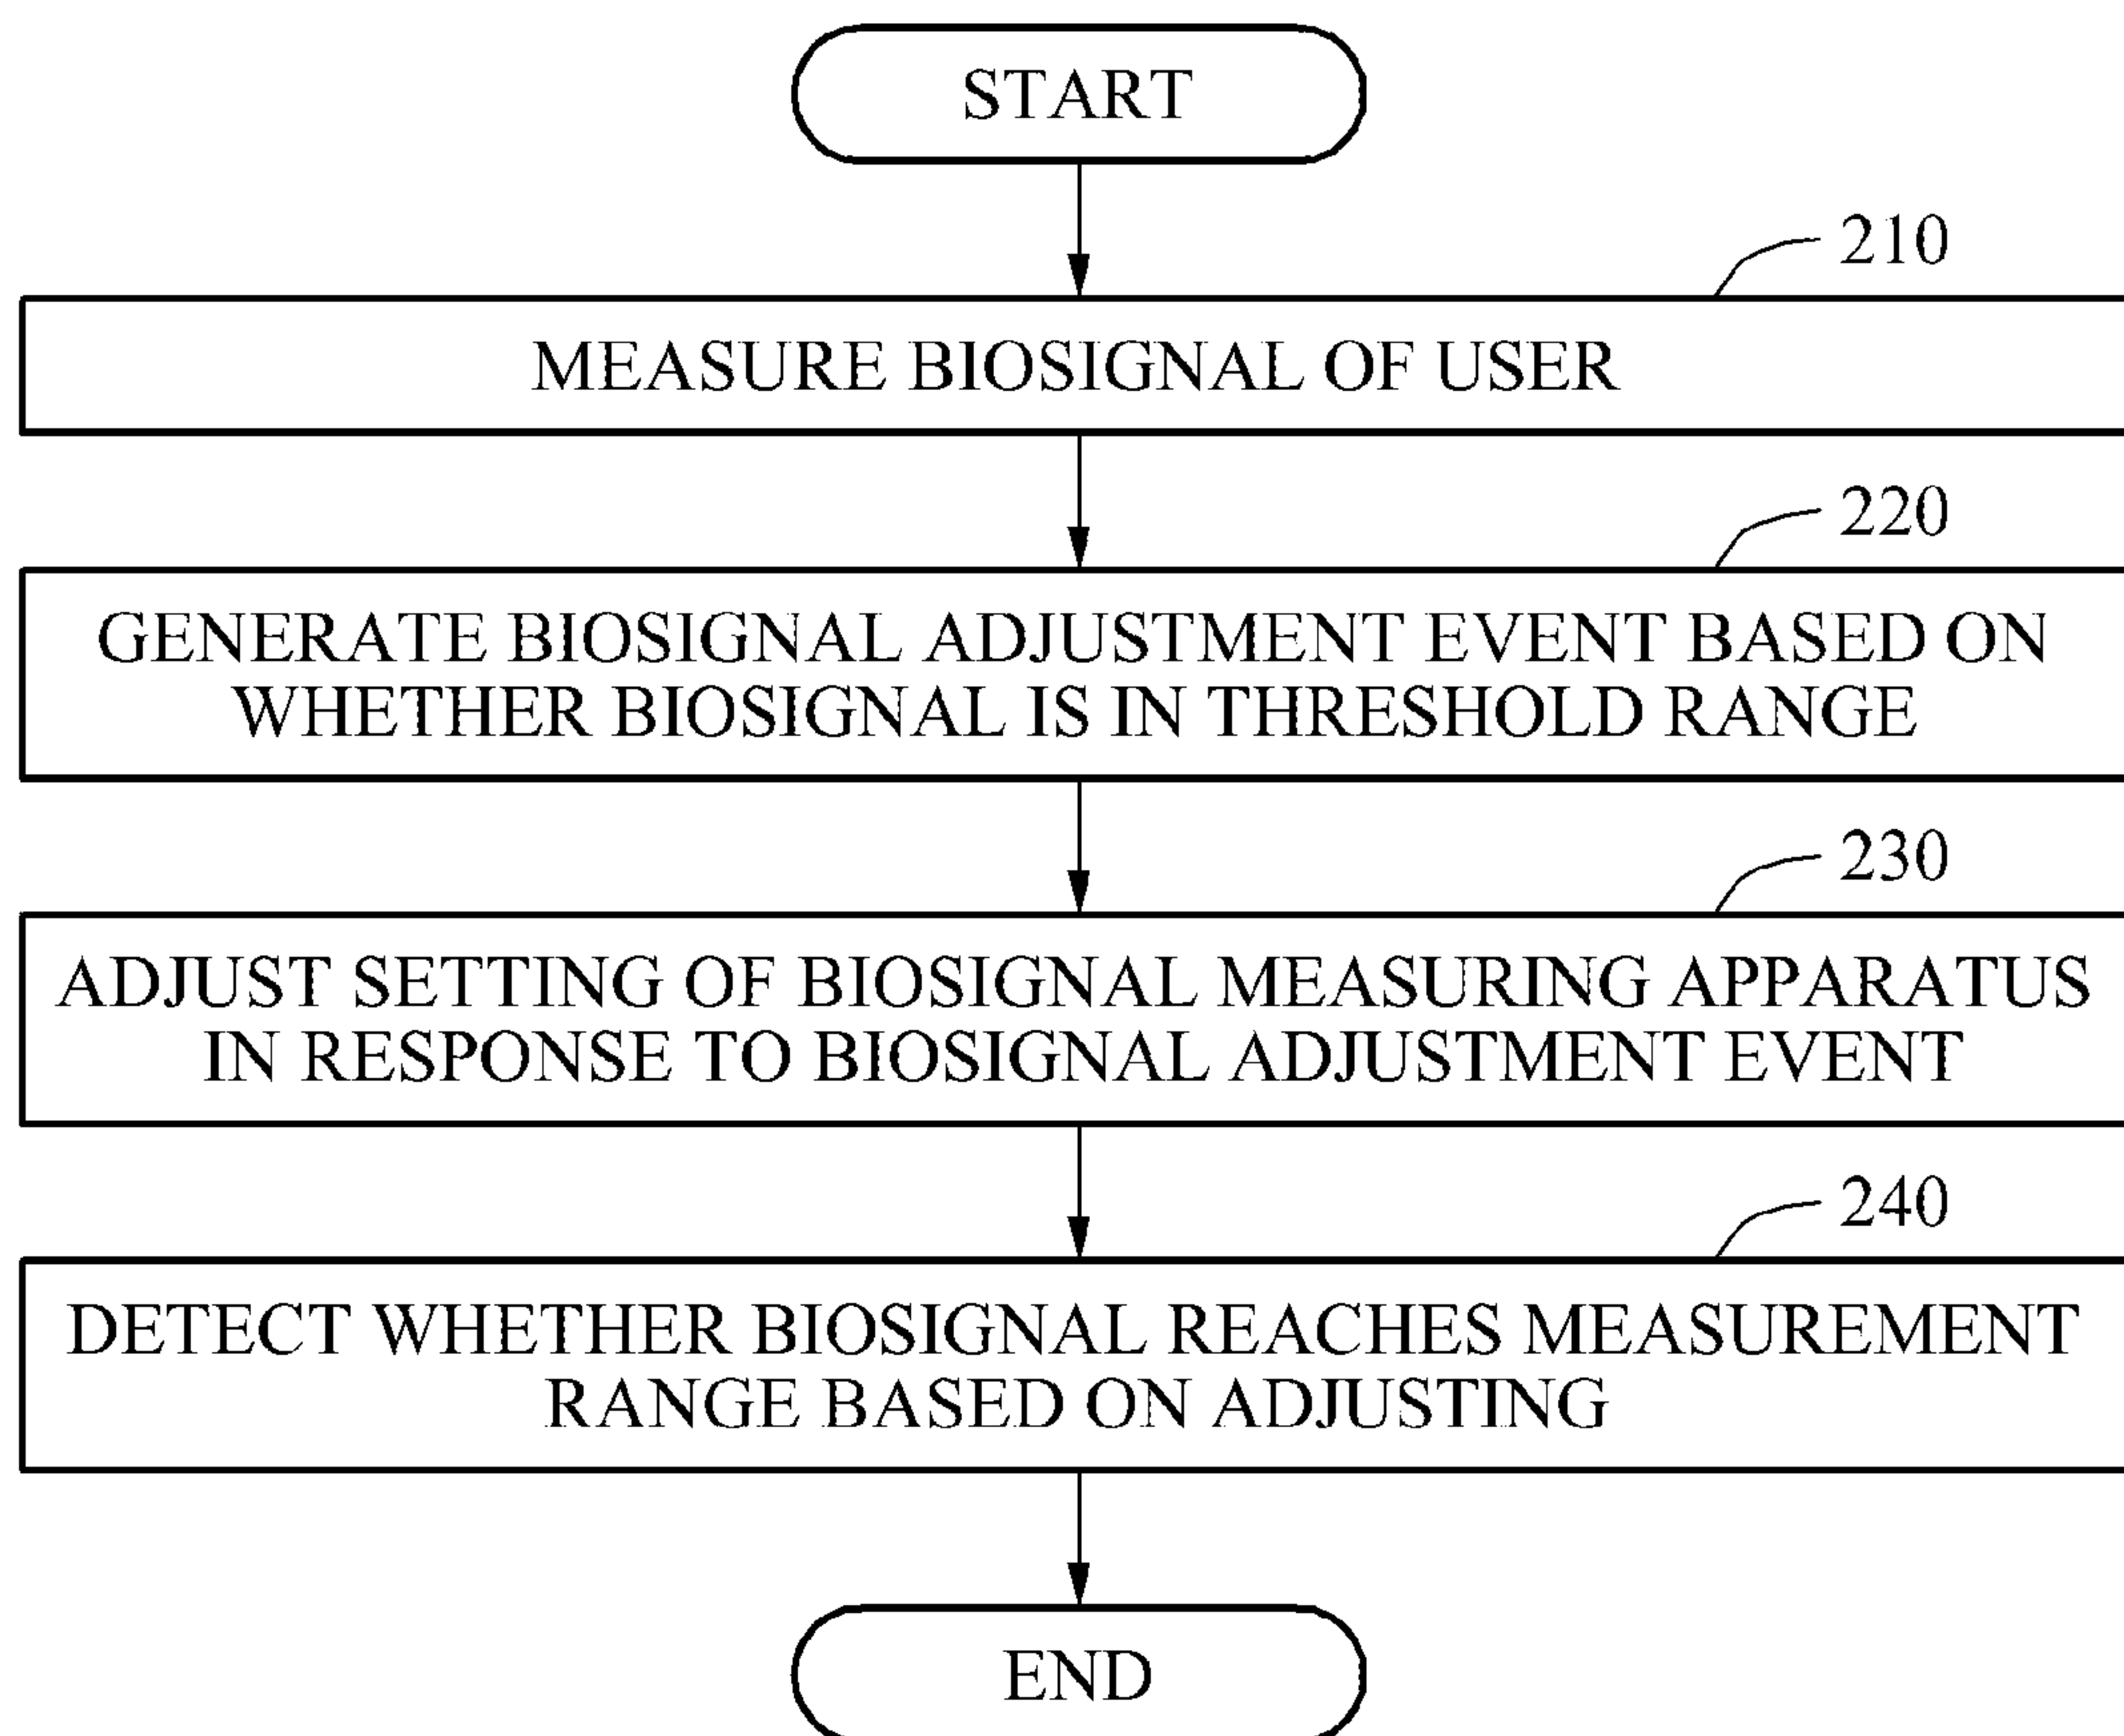 START
210
MEASURE BIOSIGNAL OF USER
220
GENERATE BIOSIGNAL ADJUSTMENT EVENT BASED ON
WHETHER BIOSIGNAL IS IN THRESHOLD RANGE
230
ADJUST SETTING OF BIOSIGNAL MEASURING APPARATUS
IN RESPONSE TO BIOSIGNAL ADJUSTMENT EVENT
240
DETECT WHETHER BIOSIGNAL REACHES MEASUREMENT
RANGE BASED ON ADJUSTING
END